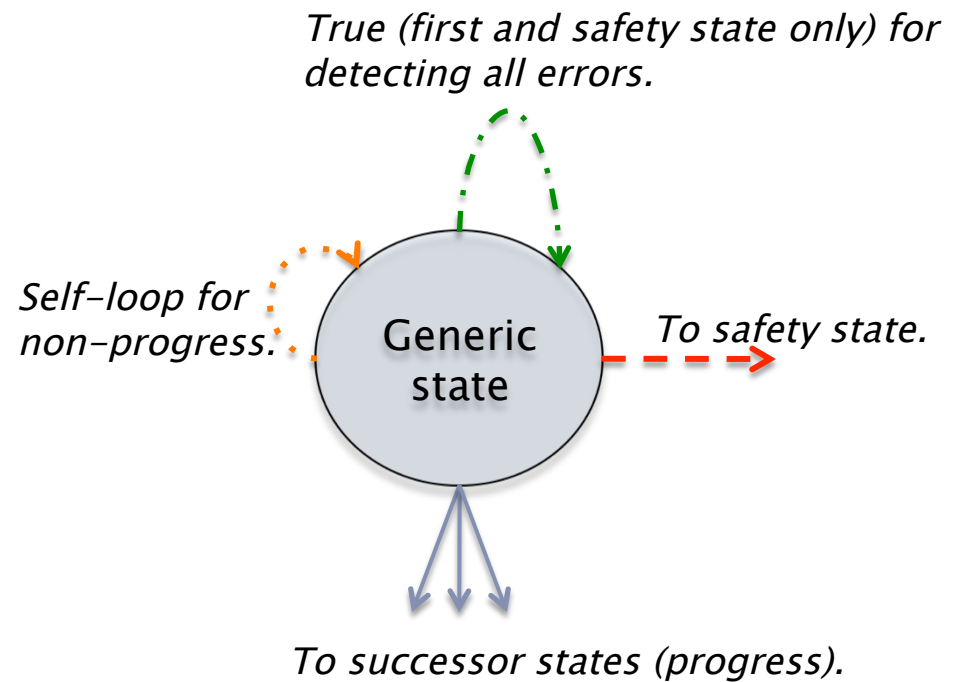 True (first and safety state only) for
detecting all errors.
Self-loop for
non-progress.
Generic
state
To safety state.
To successor states (progress).